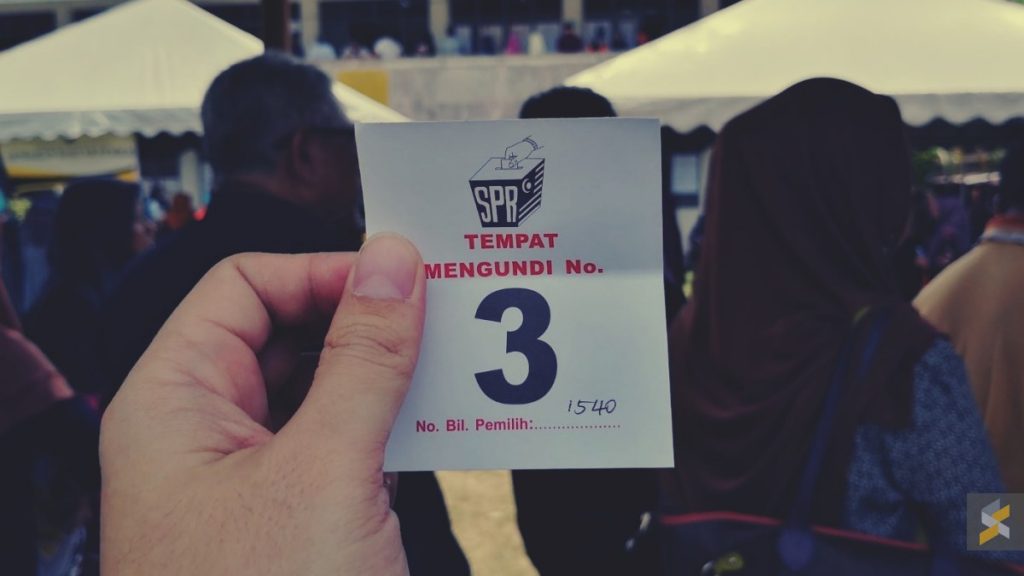 SPR
TEMPAT
MENGUNDI No.
3
1540
No. Bil. Pemilih:....................